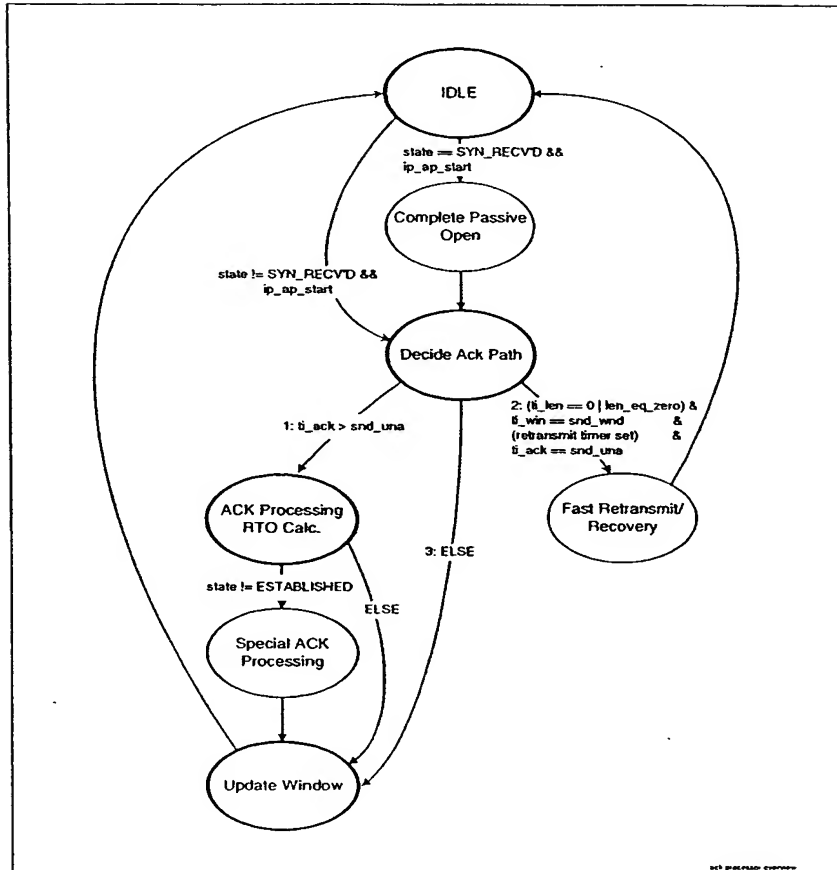 IDLE
state == SYN_RECV'D &&
ip_ap_start
Complete Passive
Open
state != SYN_RECV'D &&
ip_ap_start
Decide Ack Path
1: ti_ack > snd_una
2: (ti_len == 0 | len_eq_zero) &
ti_win == snd_wnd &
(retransmit timer set) &
ti_ack == snd_una
ACK Processing
RTO Calc.
Fast Retransmit/
Recovery
3: ELSE
state != ESTABLISHED
ELSE
Special ACK
Processing
Update Window